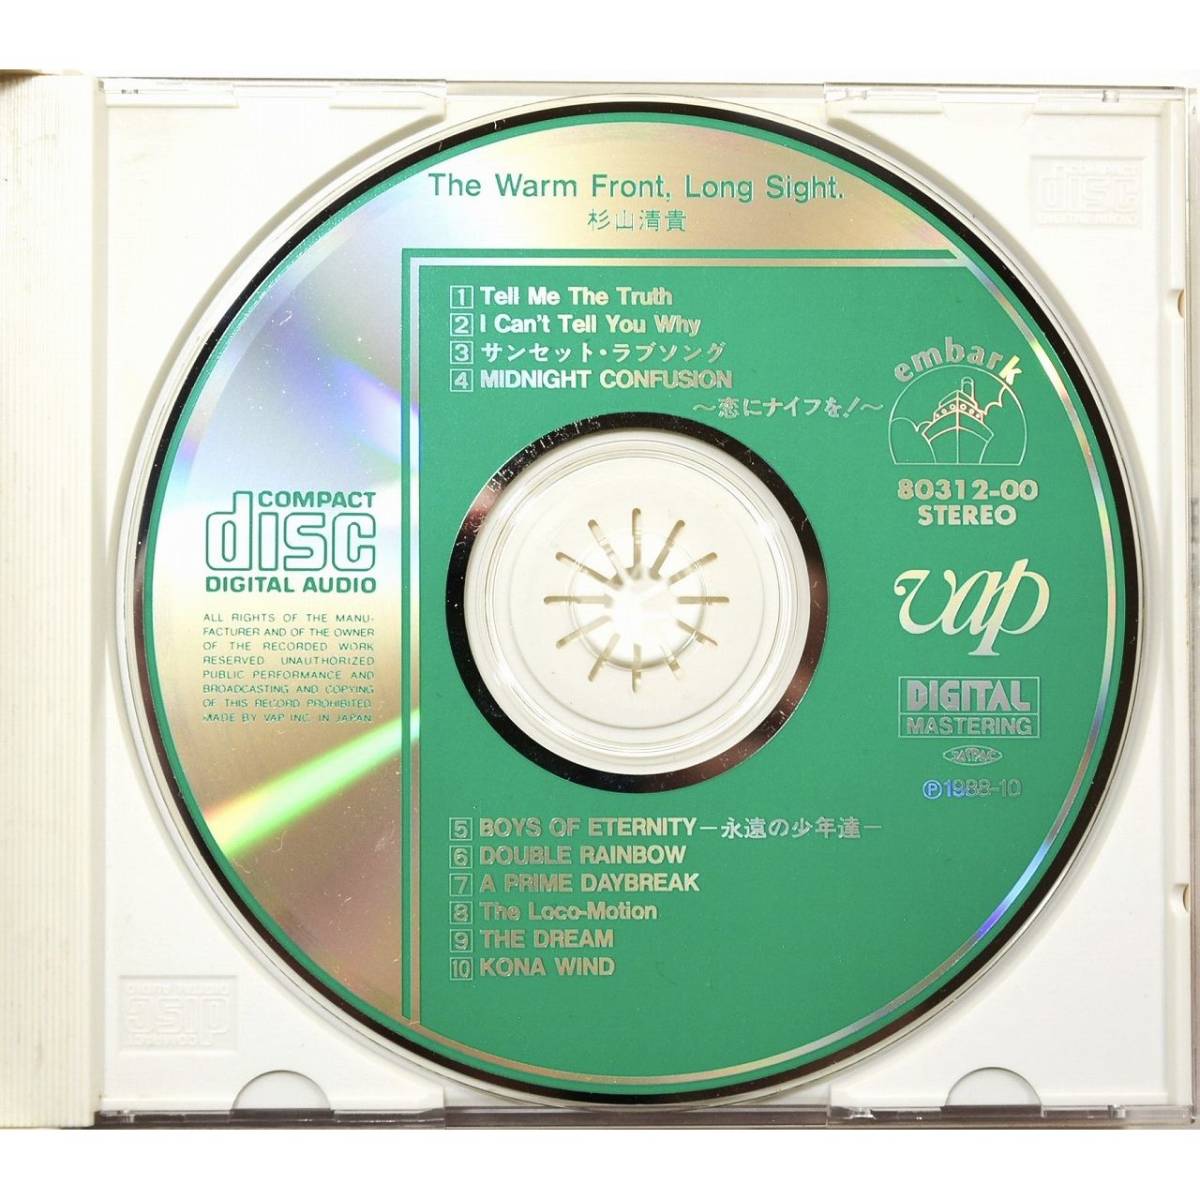 The Warm Front, Long Sight.
杉山清貴
1 Tell Me The Truth
2 I Can't Tell You Why
3 サンセット・ラブソング
4 MIDNIGHT CONFUSION
～恋にナイフを!～
embark
80312-00
STEREO
vap
DIGITAL
MASTERING
Ⓟ1988-10
COMPACT
disc
DIGITAL AUDIO
ALL RIGHTS OF THE MANU-
FACTURER AND OF THE OWNER
OF THE RECORDED WORK
RESERVED UNAUTHORIZED
PUBLIC PERFORMANCE AND
BROADCASTING AND COPYING
OF THIS RECORD PROHIBITED.
MADE BY VAP INC. IN JAPAN.
5 BOYS OF ETERNITY－永遠の少年達－
6 DOUBLE RAINBOW
7 A PRIME DAYBREAK
8 The Loco-Motion
9 THE DREAM
10 KONA WIND
COMPACT
disc
DIGITAL AUDIO